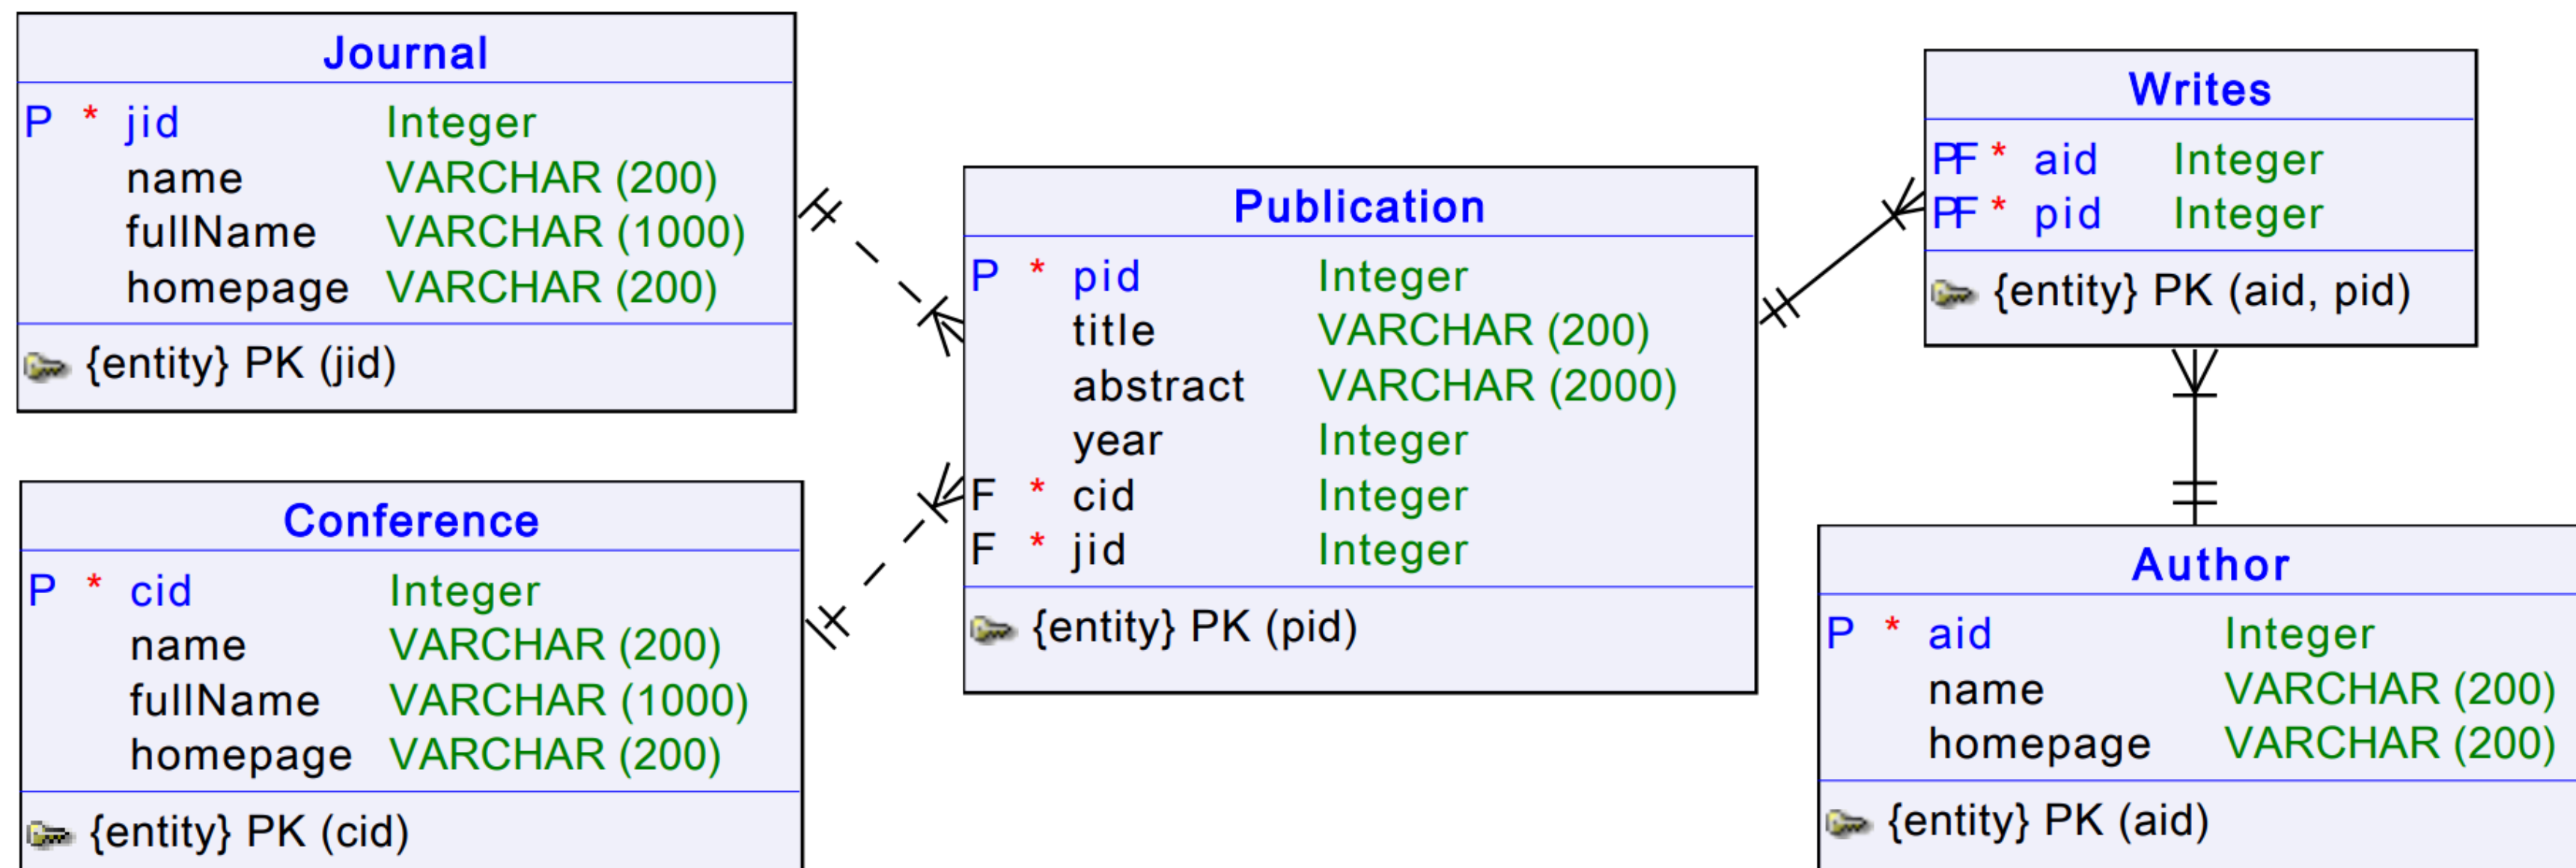 Journal
P * jid Integer
name VARCHAR (200)
fullName VARCHAR (1000)
homepage VARCHAR (200)
{entity} PK (jid)
Conference
P * cid Integer
name VARCHAR (200)
fullName VARCHAR (1000)
homepage VARCHAR (200)
{entity} PK (cid)
Publication
P * pid Integer
title VARCHAR (200)
abstract VARCHAR (2000)
year Integer
F * cid Integer
F * jid Integer
{entity} PK (pid)
Writes
PF * aid Integer
PF * pid Integer
{entity} PK (aid, pid)
Author
P * aid Integer
name VARCHAR (200)
homepage VARCHAR (200)
{entity} PK (aid)